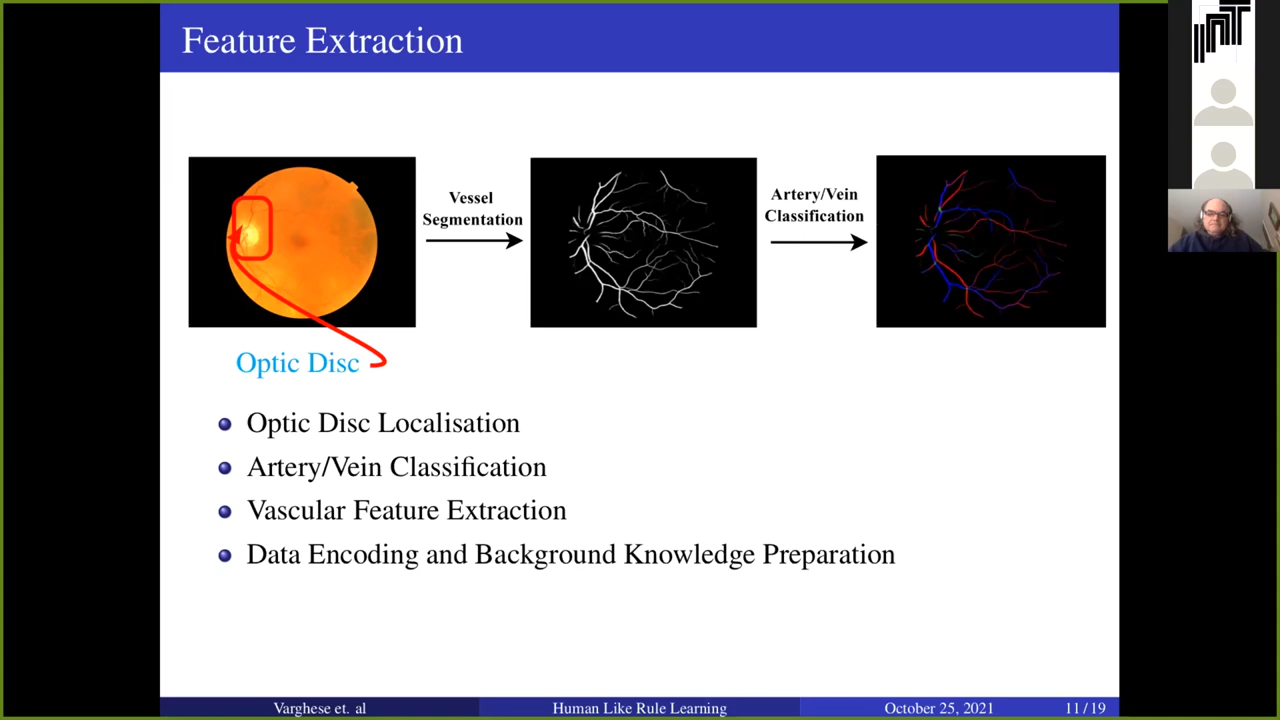 Feature Extraction
Vessel
Segmentation
Artery/Vein
Classification
Optic Disc
Optic Disc Localisation
Artery/Vein Classification
Vascular Feature Extraction
Data Encoding and Background Knowledge Preparation
Varghese et. al
Human Like Rule Learning
October 25, 2021
11 / 19